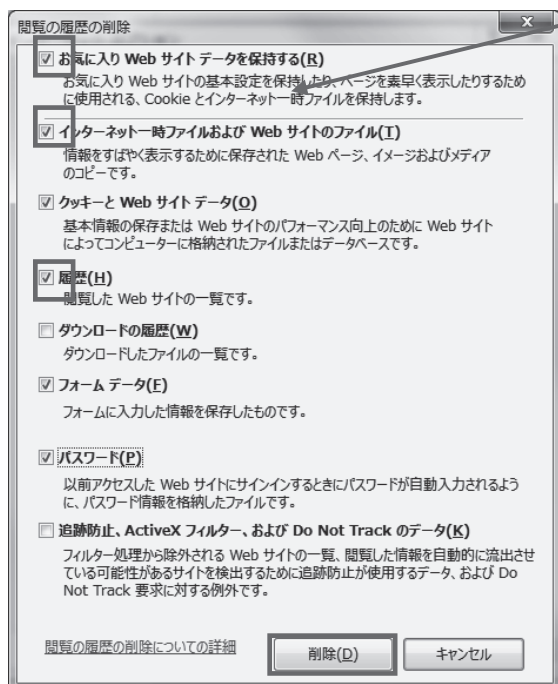 閲覧の履歴の削除
お気に入り Web サイト データを保持する(R)
お気に入り Web サイトの基本設定を保持したり、ページを素早く表示したりするため
に使用される、Cookie とインターネット一時ファイルを保持します。
インターネット一時ファイルおよび Web サイトのファイル(T)
情報をすばやく表示するために保存された Web ページ、イメージおよびメディア
のコピーです。
クッキーと Web サイト データ(O)
基本情報の保存または Web サイトのパフォーマンス向上のために Web サイト
によってコンピューターに格納されたファイルまたはデータベースです。
履歴(H)
閲覧した Web サイトの一覧です。
ダウンロードの履歴(W)
ダウンロードしたファイルの一覧です。
フォーム データ(F)
フォームに入力した情報を保存したものです。
パスワード(P)
以前アクセスした Web サイトにサインインするときにパスワードが自動入力されるよう
に、パスワード情報を格納したファイルです。
追跡防止、ActiveX フィルター、および Do Not Track のデータ(K)
フィルター処理から除外される Web サイトの一覧、閲覧した情報を自動的に流出させ
ている可能性があるサイトを検出するために追跡防止が使用するデータ、および Do
Not Track 要求に対する例外です。
閲覧の履歴の削除についての詳細
削除(D)
キャンセル